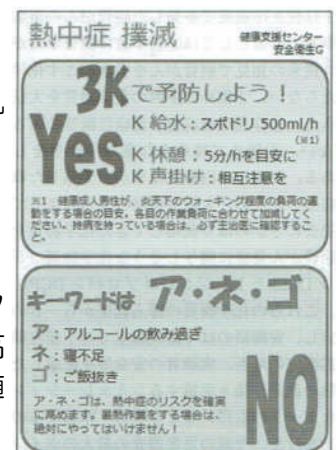 熱中症 撲滅
健康支援センター
安全衛生G
3Kで予防しよう！
Yes
K 給水：スポドリ 500ml/h
(※1)
K 休憩：5分/hを目安に
K 声掛け：相互注意を
※1 健康成人男性が、炎天下のウォーキング程度の負荷の運
動をする場合の目安。各自の作業負荷に合わせて加減してく
ださい。持病を持っている場合は、必ず主治医に確認するこ
と。
キーワードは ア・ネ・ゴ
ア：アルコールの飲み過ぎ
ネ：寝不足
ゴ：ご飯抜き
ア・ネ・ゴは、熱中症のリスクを確実
に高めます。暑熱作業をする場合は、
絶対にやってはいけません！
NO